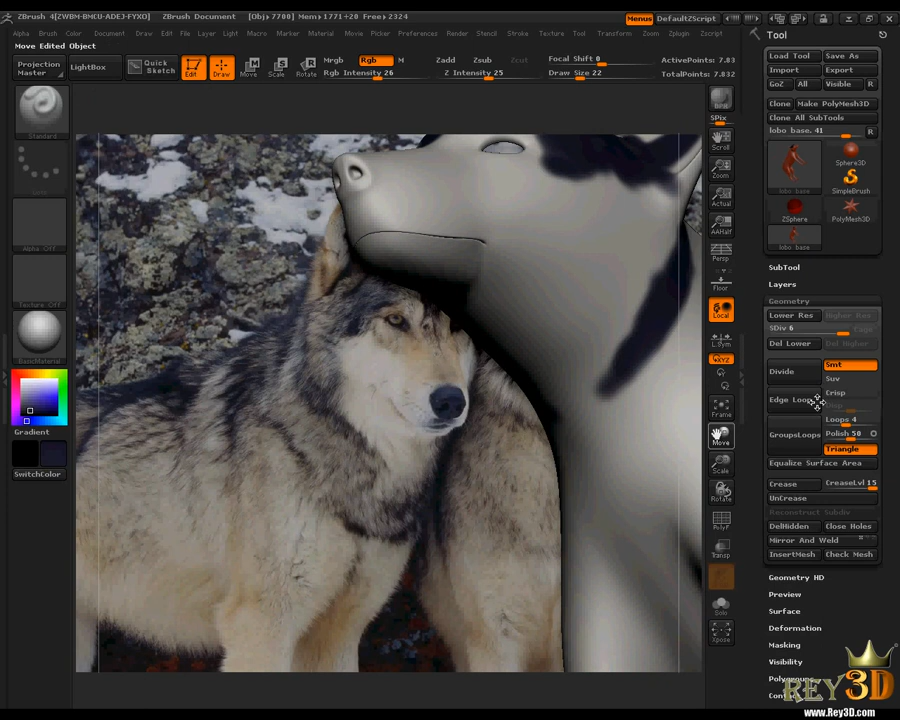 ZBrush 4[ZWBM-BMCU-ADEJ-FYXO] ZBrush Document [Obj▸7700] Mem▸1771+20 Free▸2324 Menus DefaultZScript
Alpha Brush Color Document Draw Edit File Layer Light Macro Marker Material Movie Picker Preferences Render Stencil Stroke Texture Tool Transform Zoom Zplugin Zscript
Move Edited Object
Projection Master
LightBox
Quick Sketch
Edit Draw Move Scale Rotate
Mrgb Rgb M
Rgb Intensity 26
Zadd Zsub Zcut
Z Intensity 25
Focal Shift 0
Draw Size 22
ActivePoints: 7.83
TotalPoints: 7.832
Standard
Alpha Off
Texture Off
BasicMaterial
Gradient
SwitchColor
BPR
SPix
Scroll
Zoom
Actual
AAHalf
Persp
Floor
Local
L.Sym
XYZ
Frame
Move
Scale
Rotate
PolyF
Transp
Solo
Xpose
Tool
Load Tool Save As
Import Export
GoZ All Visible R
Clone Make PolyMesh3D
Clone All SubTools
lobo base. 41 R
lobo base Sphere3D
SimpleBrush
ZSphere PolyMesh3D
lobo base
SubTool
Layers
Geometry
Lower Res Higher Res
SDiv 6 Cage
Del Lower Del Higher
Divide Smt
Suv
Edge Loop Crisp
Disp
Loops 4
GroupsLoops Polish 50
Triangle
Equalize Surface Area
Crease CreaseLvl 15
UnCrease
Reconstruct Subdiv
DelHidden Close Holes
Mirror And Weld
InsertMesh Check Mesh
Geometry HD
Preview
Surface
Deformation
Masking
Visibility
REY3D
www.Rey3D.com